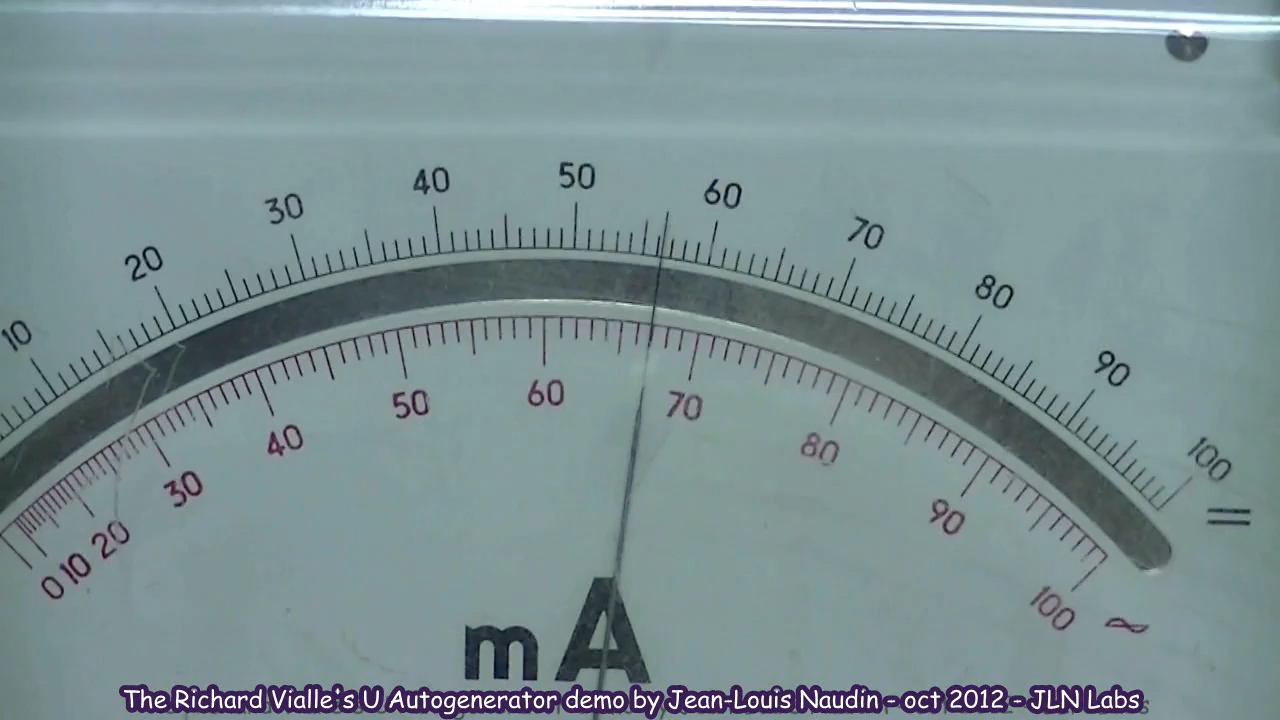 10 20 30 40 50 60 70 80 90 100
=
0 10 20 30 40 50 60 70 80 90 100
~
mA
The Richard Vialle's U Autogenerator demo by Jean-Louis Naudin - oct 2012 - JLN Labs